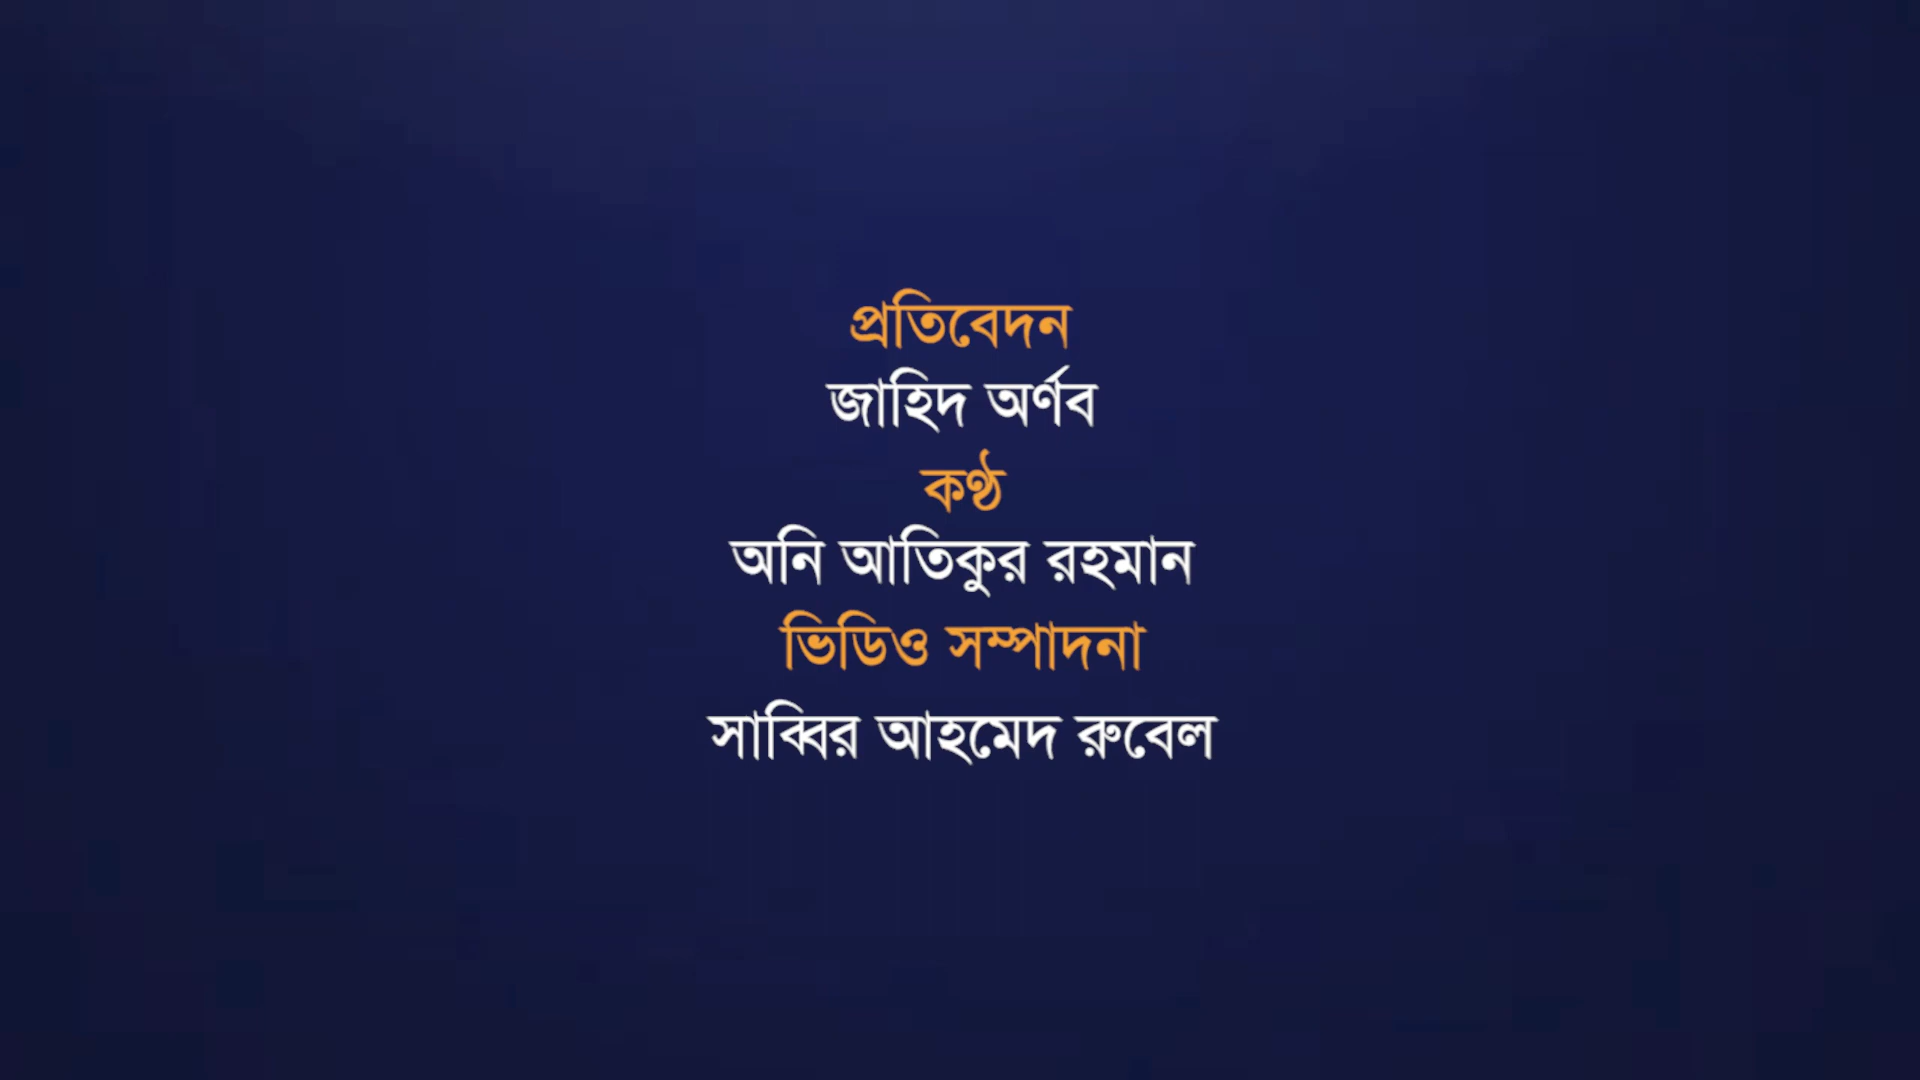 প্রতিবেদন
জাহিদ অর্ণব
কণ্ঠ
অনি আতিকুর রহমান
ভিডিও সম্পাদনা
সাব্বির আহমেদ রুবেল